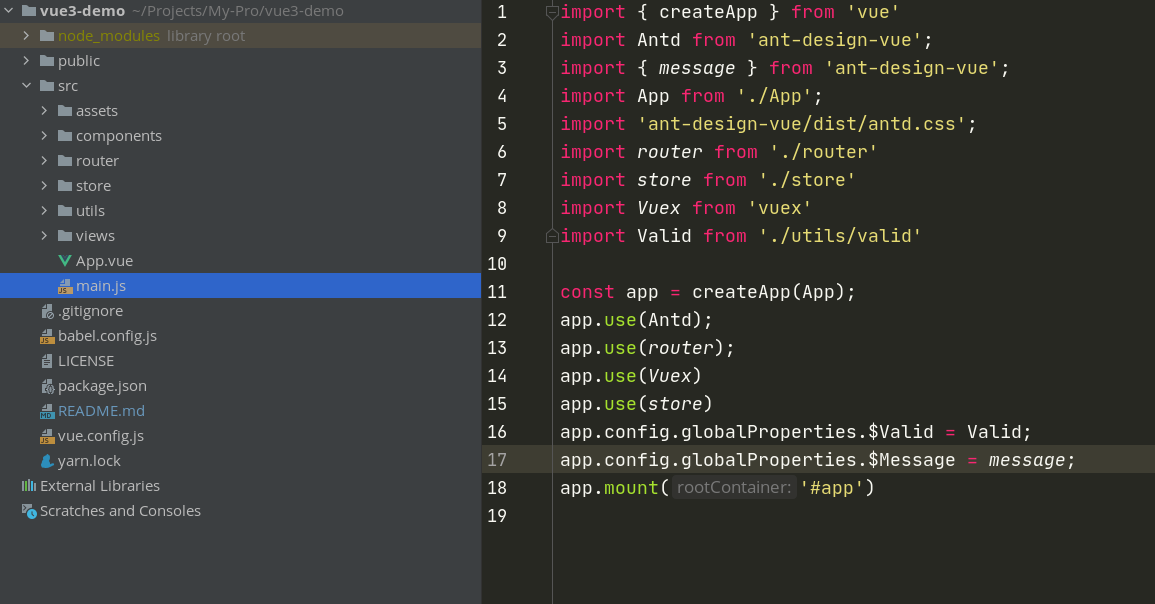 vue3-demo ~/Projects/My-Pro/vue3-demo
node_modules library root
public
src
assets
components
router
store
utils
views
App.vue
main.js
.gitignore
babel.config.js
LICENSE
package.json
README.md
vue.config.js
yarn.lock
External Libraries
Scratches and Consoles
1 import { createApp } from 'vue'
2 import Antd from 'ant-design-vue';
3 import { message } from 'ant-design-vue';
4 import App from './App';
5 import 'ant-design-vue/dist/antd.css';
6 import router from './router'
7 import store from './store'
8 import Vuex from 'vuex'
9 import Valid from './utils/valid'
10
11 const app = createApp(App);
12 app.use(Antd);
13 app.use(router);
14 app.use(Vuex)
15 app.use(store)
16 app.config.globalProperties.$Valid = Valid;
17 app.config.globalProperties.$Message = message;
18 app.mount( rootContainer: '#app')
19